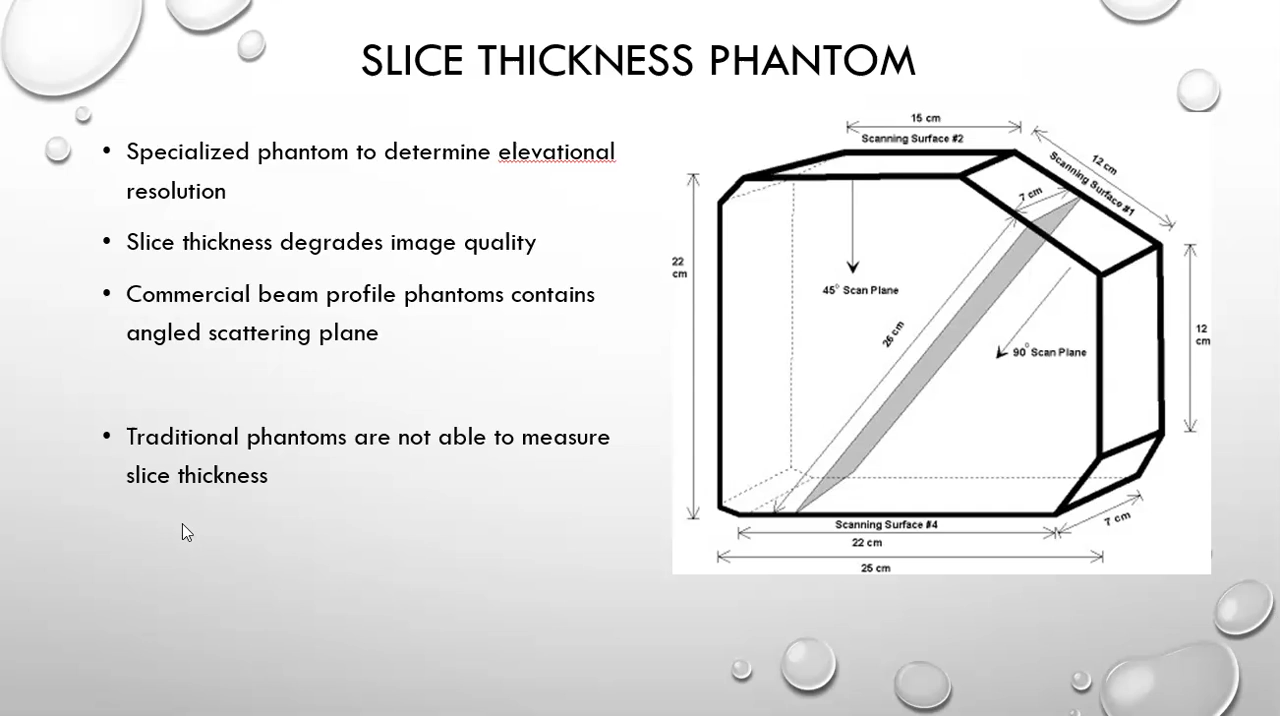 SLICE THICKNESS PHANTOM
• Specialized phantom to determine elevational
resolution
• Slice thickness degrades image quality
• Commercial beam profile phantoms contains
angled scattering plane
• Traditional phantoms are not able to measure
slice thickness
15 cm
Scanning Surface #2
12 cm
Scanning Surface #1
7 cm
22
cm
45° Scan Plane
26 cm
90° Scan Plane
12
cm
Scanning Surface #4
22 cm
7 cm
25 cm